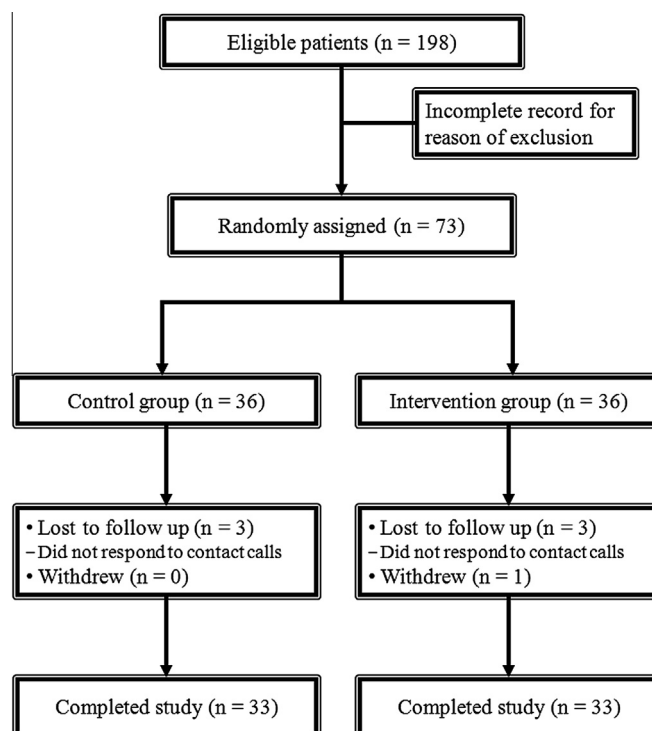 Eligible patients (n = 198)
Incomplete record for
reason of exclusion
Randomly assigned (n = 73)
Control group (n = 36)
Intervention group (n = 36)
• Lost to follow up (n = 3)
– Did not respond to contact calls
• Withdrew (n = 0)
• Lost to follow up (n = 3)
– Did not respond to contact calls
• Withdrew (n = 1)
Completed study (n = 33)
Completed study (n = 33)